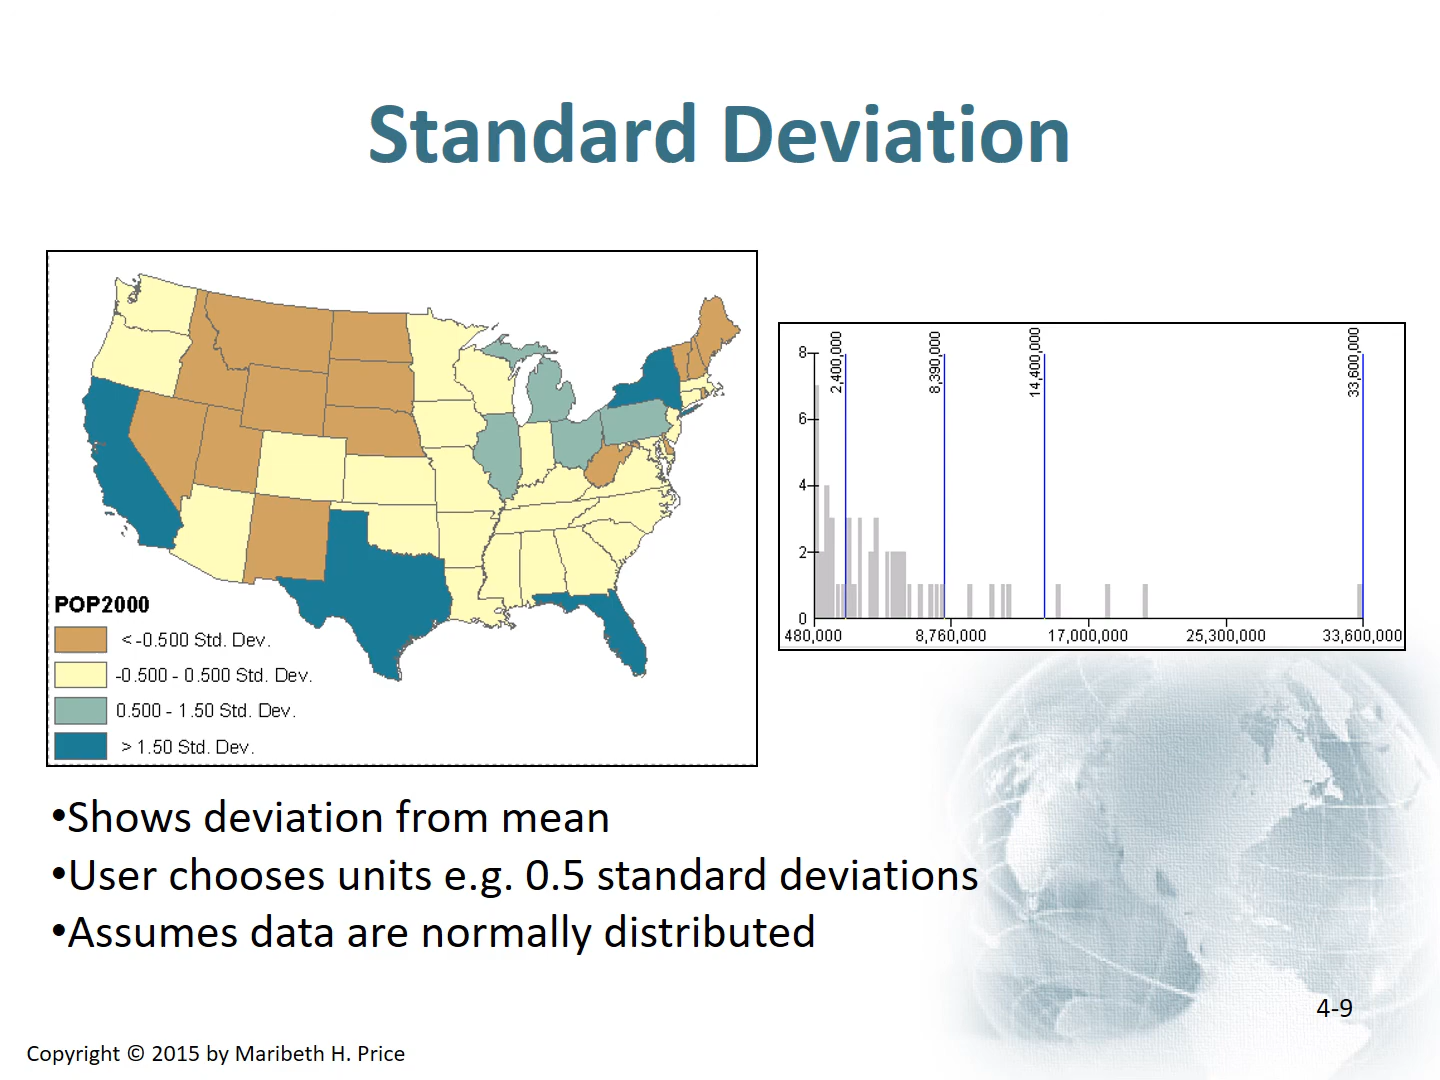 Standard Deviation
POP2000
< -0.500 Std. Dev.
-0.500 - 0.500 Std. Dev.
0.500 - 1.50 Std. Dev.
> 1.50 Std. Dev.
2,400,000
8,390,000
14,400,000
33,600,000
8
6
4
2
0
480,000
8,760,000
17,000,000
25,300,000
33,600,000
•Shows deviation from mean
•User chooses units e.g. 0.5 standard deviations
•Assumes data are normally distributed
4-9
Copyright © 2015 by Maribeth H. Price